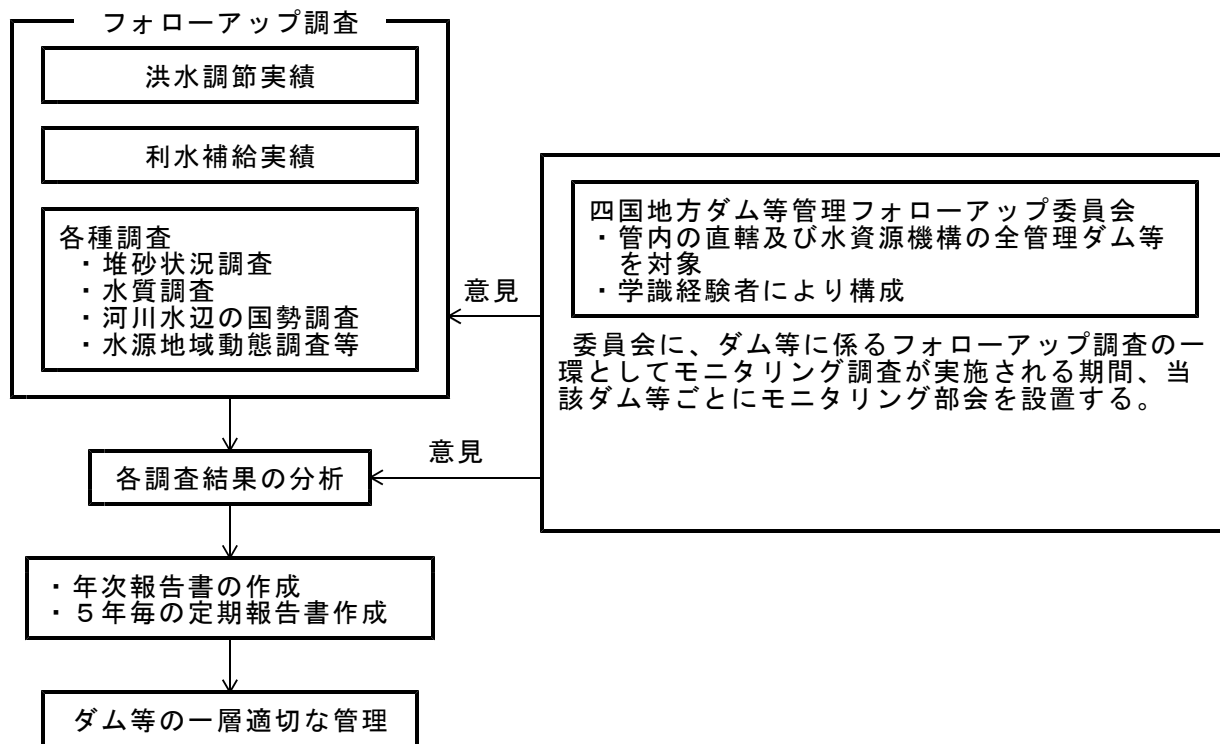 フォローアップ調査
洪水調節実績
利水補給実績
各種調査
・堆砂状況調査
・水質調査
・河川水辺の国勢調査
・水源地域動態調査等
意見
四国地方ダム等管理フォローアップ委員会
・管内の直轄及び水資源機構の全管理ダム等
を対象
・学識経験者により構成
委員会に、ダム等に係るフォローアップ調査の一
環としてモニタリング調査が実施される期間、当
該ダム等ごとにモニタリング部会を設置する。
意見
各調査結果の分析
・年次報告書の作成
・５年毎の定期報告書作成
ダム等の一層適切な管理